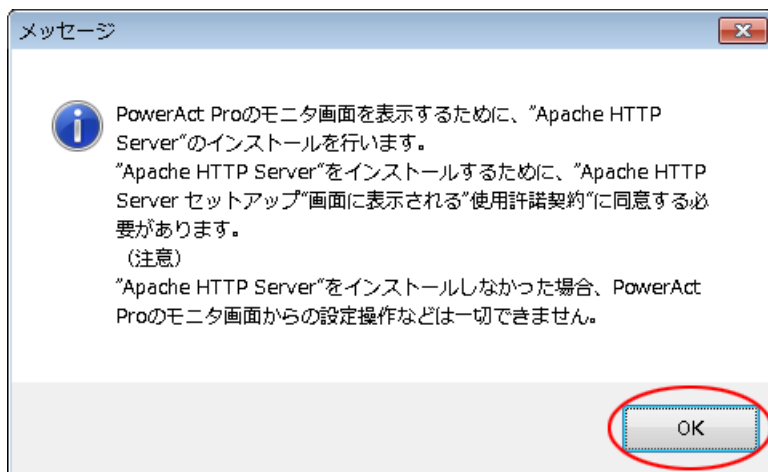 メッセージ
PowerAct Proのモニタ画面を表示するために、"Apache HTTP
Server"のインストールを行います。
"Apache HTTP Server"をインストールするために、"Apache HTTP
Server セットアップ"画面に表示される"使用許諾契約"に同意する必
要があります。
（注意）
"Apache HTTP Server"をインストールしなかった場合、PowerAct
Proのモニタ画面からの設定操作などは一切できません。
OK